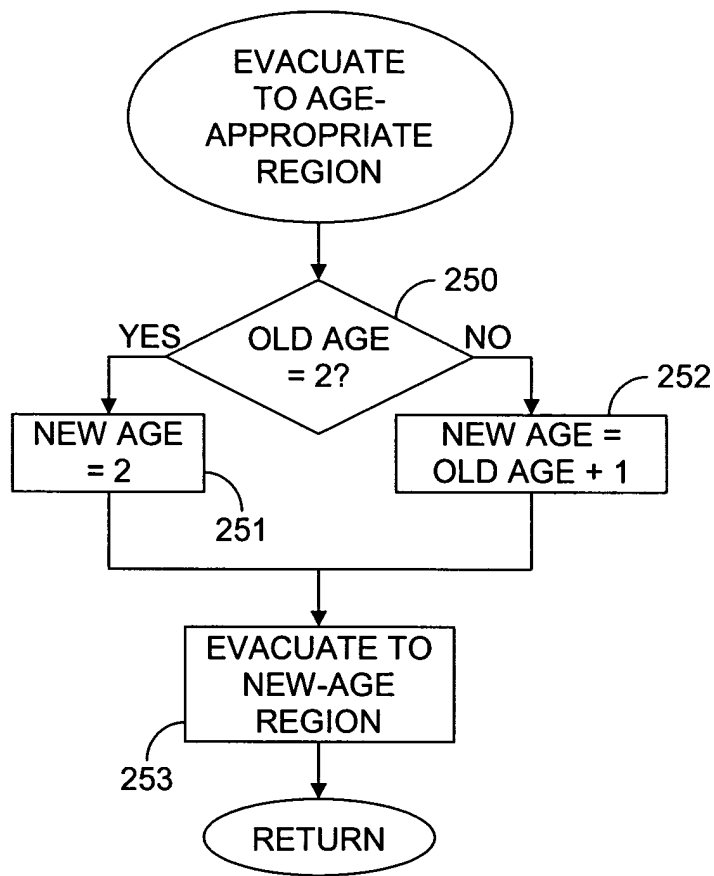 EVACUATE
TO AGE-
APPROPRIATE
REGION
250
YES
OLD AGE
= 2?
NO
252
NEW AGE
= 2
NEW AGE =
OLD AGE + 1
251
EVACUATE TO
NEW-AGE
REGION
253
RETURN